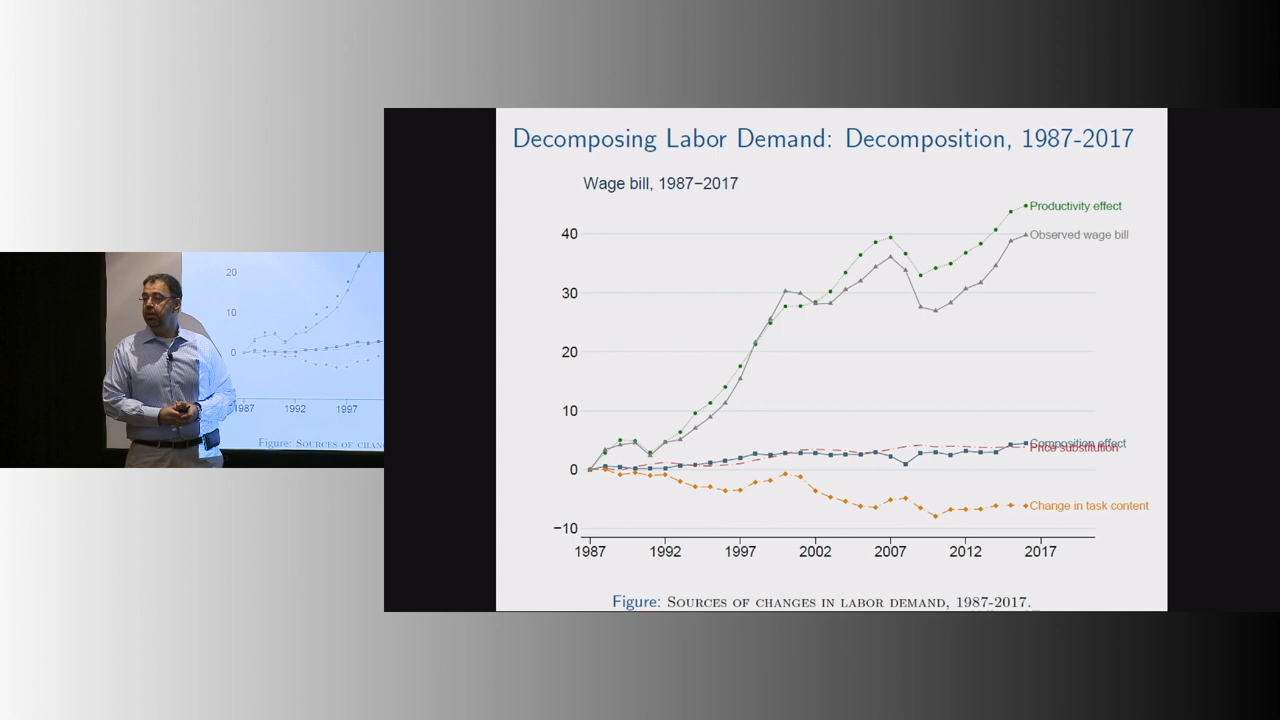 Decomposing Labor Demand: Decomposition, 1987-2017
Wage bill, 1987−2017
Productivity effect
Observed wage bill
40
30
20
10
0
−10
Composition effect
Price substitution
Change in task content
1987 1992 1997 2002 2007 2012 2017
Figure: Sources of changes in labor demand, 1987-2017.
20
10
0
1987 1992 1997
Figure: Sources of chan